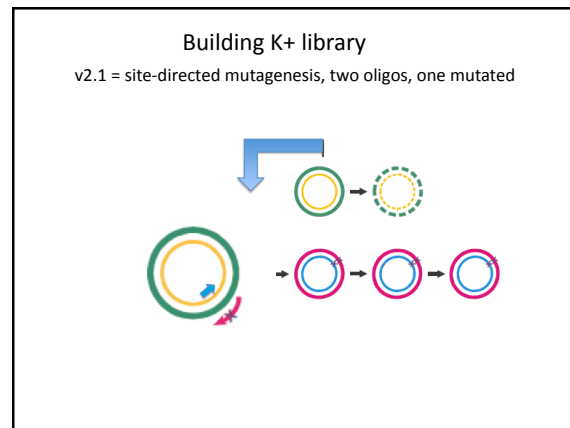 Building K+ library
v2.1 = site-directed mutagenesis, two oligos, one mutated